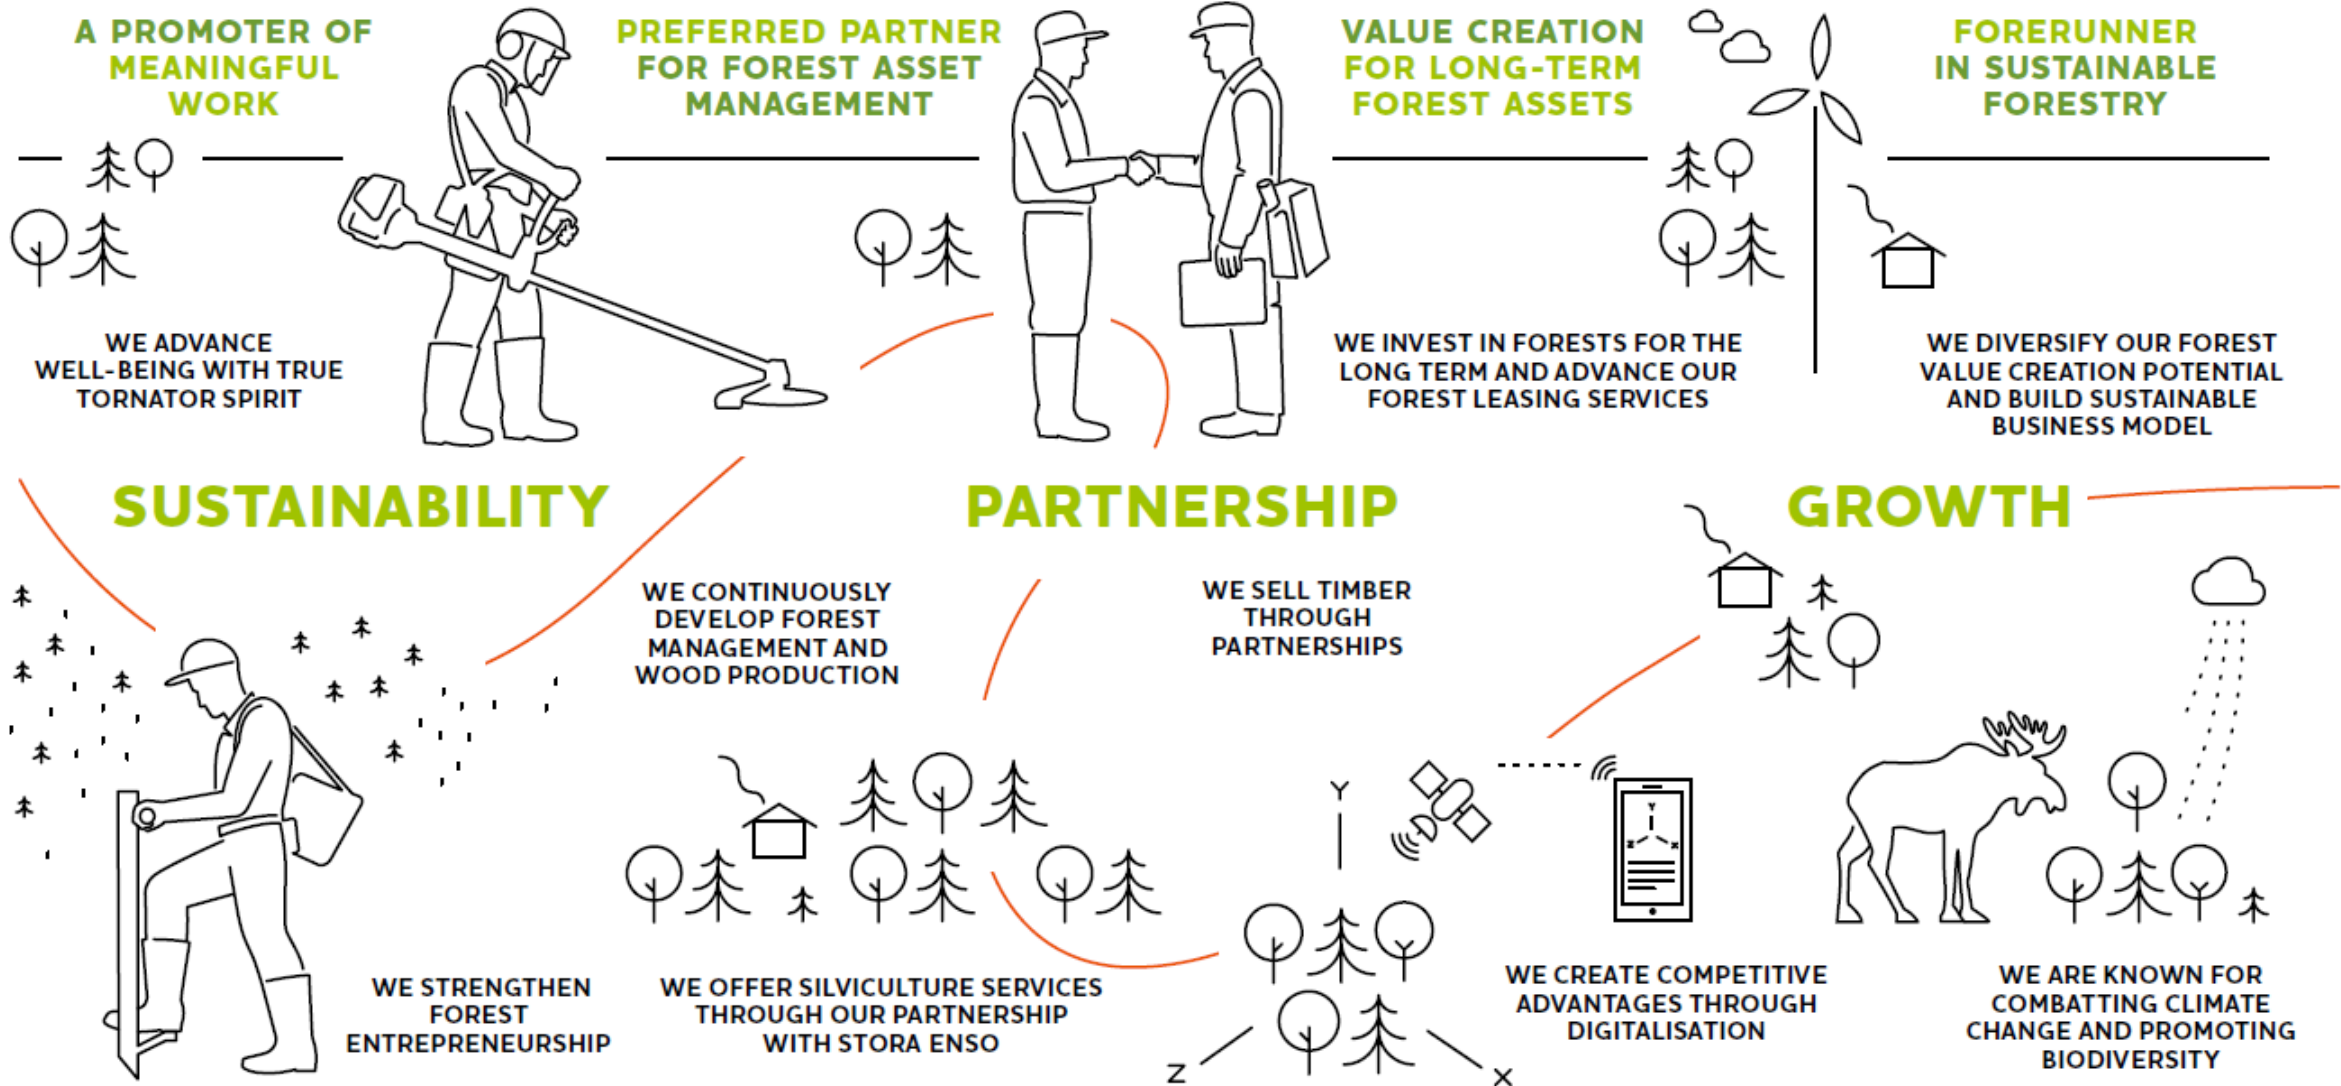 A PROMOTER OF
MEANINGFUL
WORK
PREFERRED PARTNER
FOR FOREST ASSET
MANAGEMENT
VALUE CREATION
FOR LONG-TERM
FOREST ASSETS
FORERUNNER
IN SUSTAINABLE
FORESTRY
WE ADVANCE
WELL-BEING WITH TRUE
TORNATOR SPIRIT
WE INVEST IN FORESTS FOR THE
LONG TERM AND ADVANCE OUR
FOREST LEASING SERVICES
WE DIVERSIFY OUR FOREST
VALUE CREATION POTENTIAL
AND BUILD SUSTAINABLE
BUSINESS MODEL
SUSTAINABILITY
PARTNERSHIP
GROWTH
WE CONTINUOUSLY
DEVELOP FOREST
MANAGEMENT AND
WOOD PRODUCTION
WE SELL TIMBER
THROUGH
PARTNERSHIPS
Y
Y
Z
X
WE STRENGTHEN
FOREST
ENTREPRENEURSHIP
WE OFFER SILVICULTURE SERVICES
THROUGH OUR PARTNERSHIP
WITH STORA ENSO
Z
X
WE CREATE COMPETITIVE
ADVANTAGES THROUGH
DIGITALISATION
WE ARE KNOWN FOR
COMBATTING CLIMATE
CHANGE AND PROMOTING
BIODIVERSITY